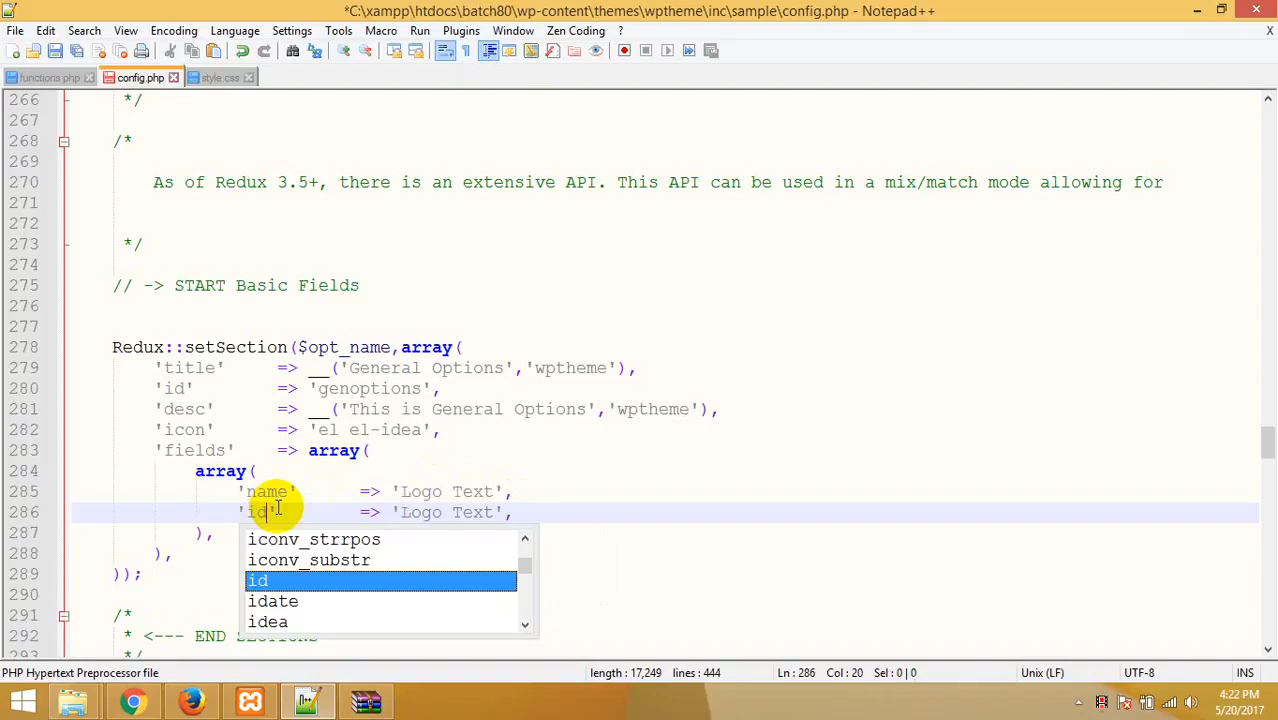 *C:\xampp\htdocs\batch80\wp-content\themes\wptheme\inc\sample\config.php - Notepad++
File Edit Search View Encoding Language Settings Tools Macro Run Plugins Window Zen Coding ? X
functions.php config.php style.css
266 */
267
268 /*
269
270 As of Redux 3.5+, there is an extensive API. This API can be used in a mix/match mode allowing for
271
272
273 */
274
275 // -> START Basic Fields
276
277
278 Redux::setSection($opt_name,array(
279 'title' => __('General Options','wptheme'),
280 'id' => 'genoptions',
281 'desc' => __('This is General Options','wptheme'),
282 'icon' => 'el el-idea',
283 'fields' => array(
284 array(
285 'name' => 'Logo Text',
286 'id' => 'Logo Text',
287 ),
iconv_strrpos
288 ),
iconv_substr
289 ));
id
290
idate
291 /*
idea
292 * <--- END SECTIONS
293 */
PHP Hypertext Preprocessor file length : 17,249 lines : 444 Ln : 286 Col : 20 Sel : 0 | 0 Unix (LF) UTF-8 INS
4:22 PM
5/20/2017